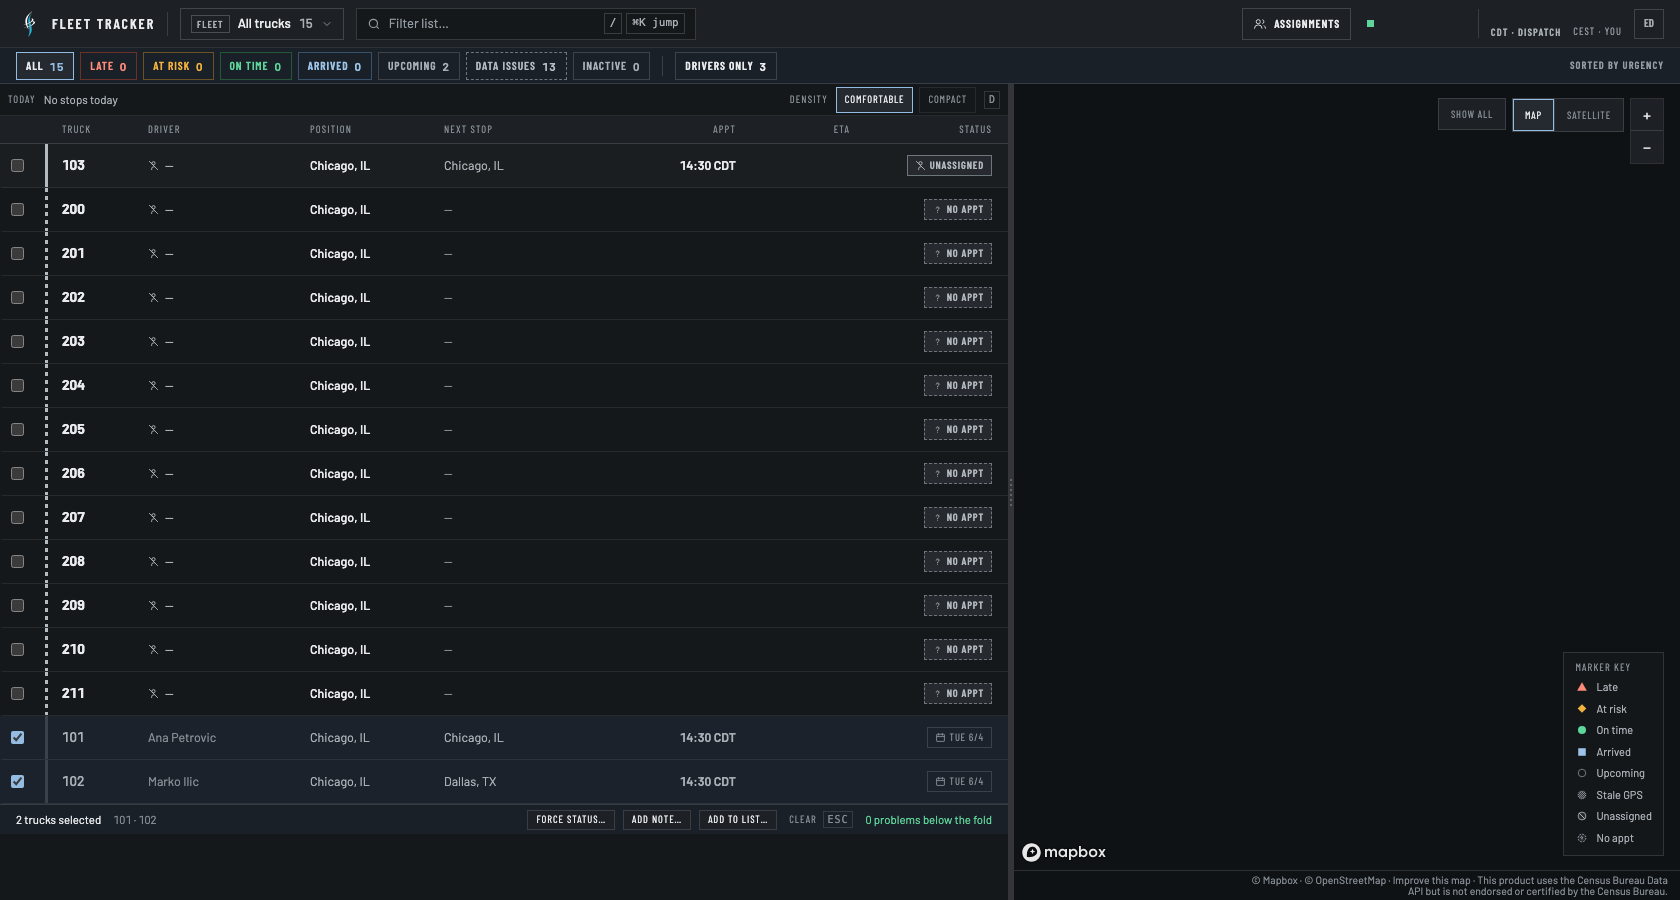 FLEET TRACKER
FLEET All trucks 15
Filter list... / ⌘K jump
ASSIGNMENTS
CDT · DISPATCH CEST · YOU ED
ALL 15 LATE 0 AT RISK 0 ON TIME 0 ARRIVED 0 UPCOMING 2 DATA ISSUES 13 INACTIVE 0 DRIVERS ONLY 3
SORTED BY URGENCY
TODAY No stops today
DENSITY COMFORTABLE COMPACT D
TRUCK DRIVER POSITION NEXT STOP APPT ETA STATUS
103 — Chicago, IL Chicago, IL 14:30 CDT UNASSIGNED
200 — Chicago, IL — ? NO APPT
201 — Chicago, IL — ? NO APPT
202 — Chicago, IL — ? NO APPT
203 — Chicago, IL — ? NO APPT
204 — Chicago, IL — ? NO APPT
205 — Chicago, IL — ? NO APPT
206 — Chicago, IL — ? NO APPT
207 — Chicago, IL — ? NO APPT
208 — Chicago, IL — ? NO APPT
209 — Chicago, IL — ? NO APPT
210 — Chicago, IL — ? NO APPT
211 — Chicago, IL — ? NO APPT
101 Ana Petrovic Chicago, IL Chicago, IL 14:30 CDT TUE 6/4
102 Marko Ilic Chicago, IL Dallas, TX 14:30 CDT TUE 6/4
2 trucks selected 101 · 102
FORCE STATUS... ADD NOTE... ADD TO LIST... CLEAR ESC 0 problems below the fold
SHOW ALL MAP SATELLITE +
−
MARKER KEY
Late
At risk
On time
Arrived
Upcoming
Stale GPS
Unassigned
No appt
mapbox
© Mapbox · © OpenStreetMap · Improve this map · This product uses the Census Bureau Data
API but is not endorsed or certified by the Census Bureau.